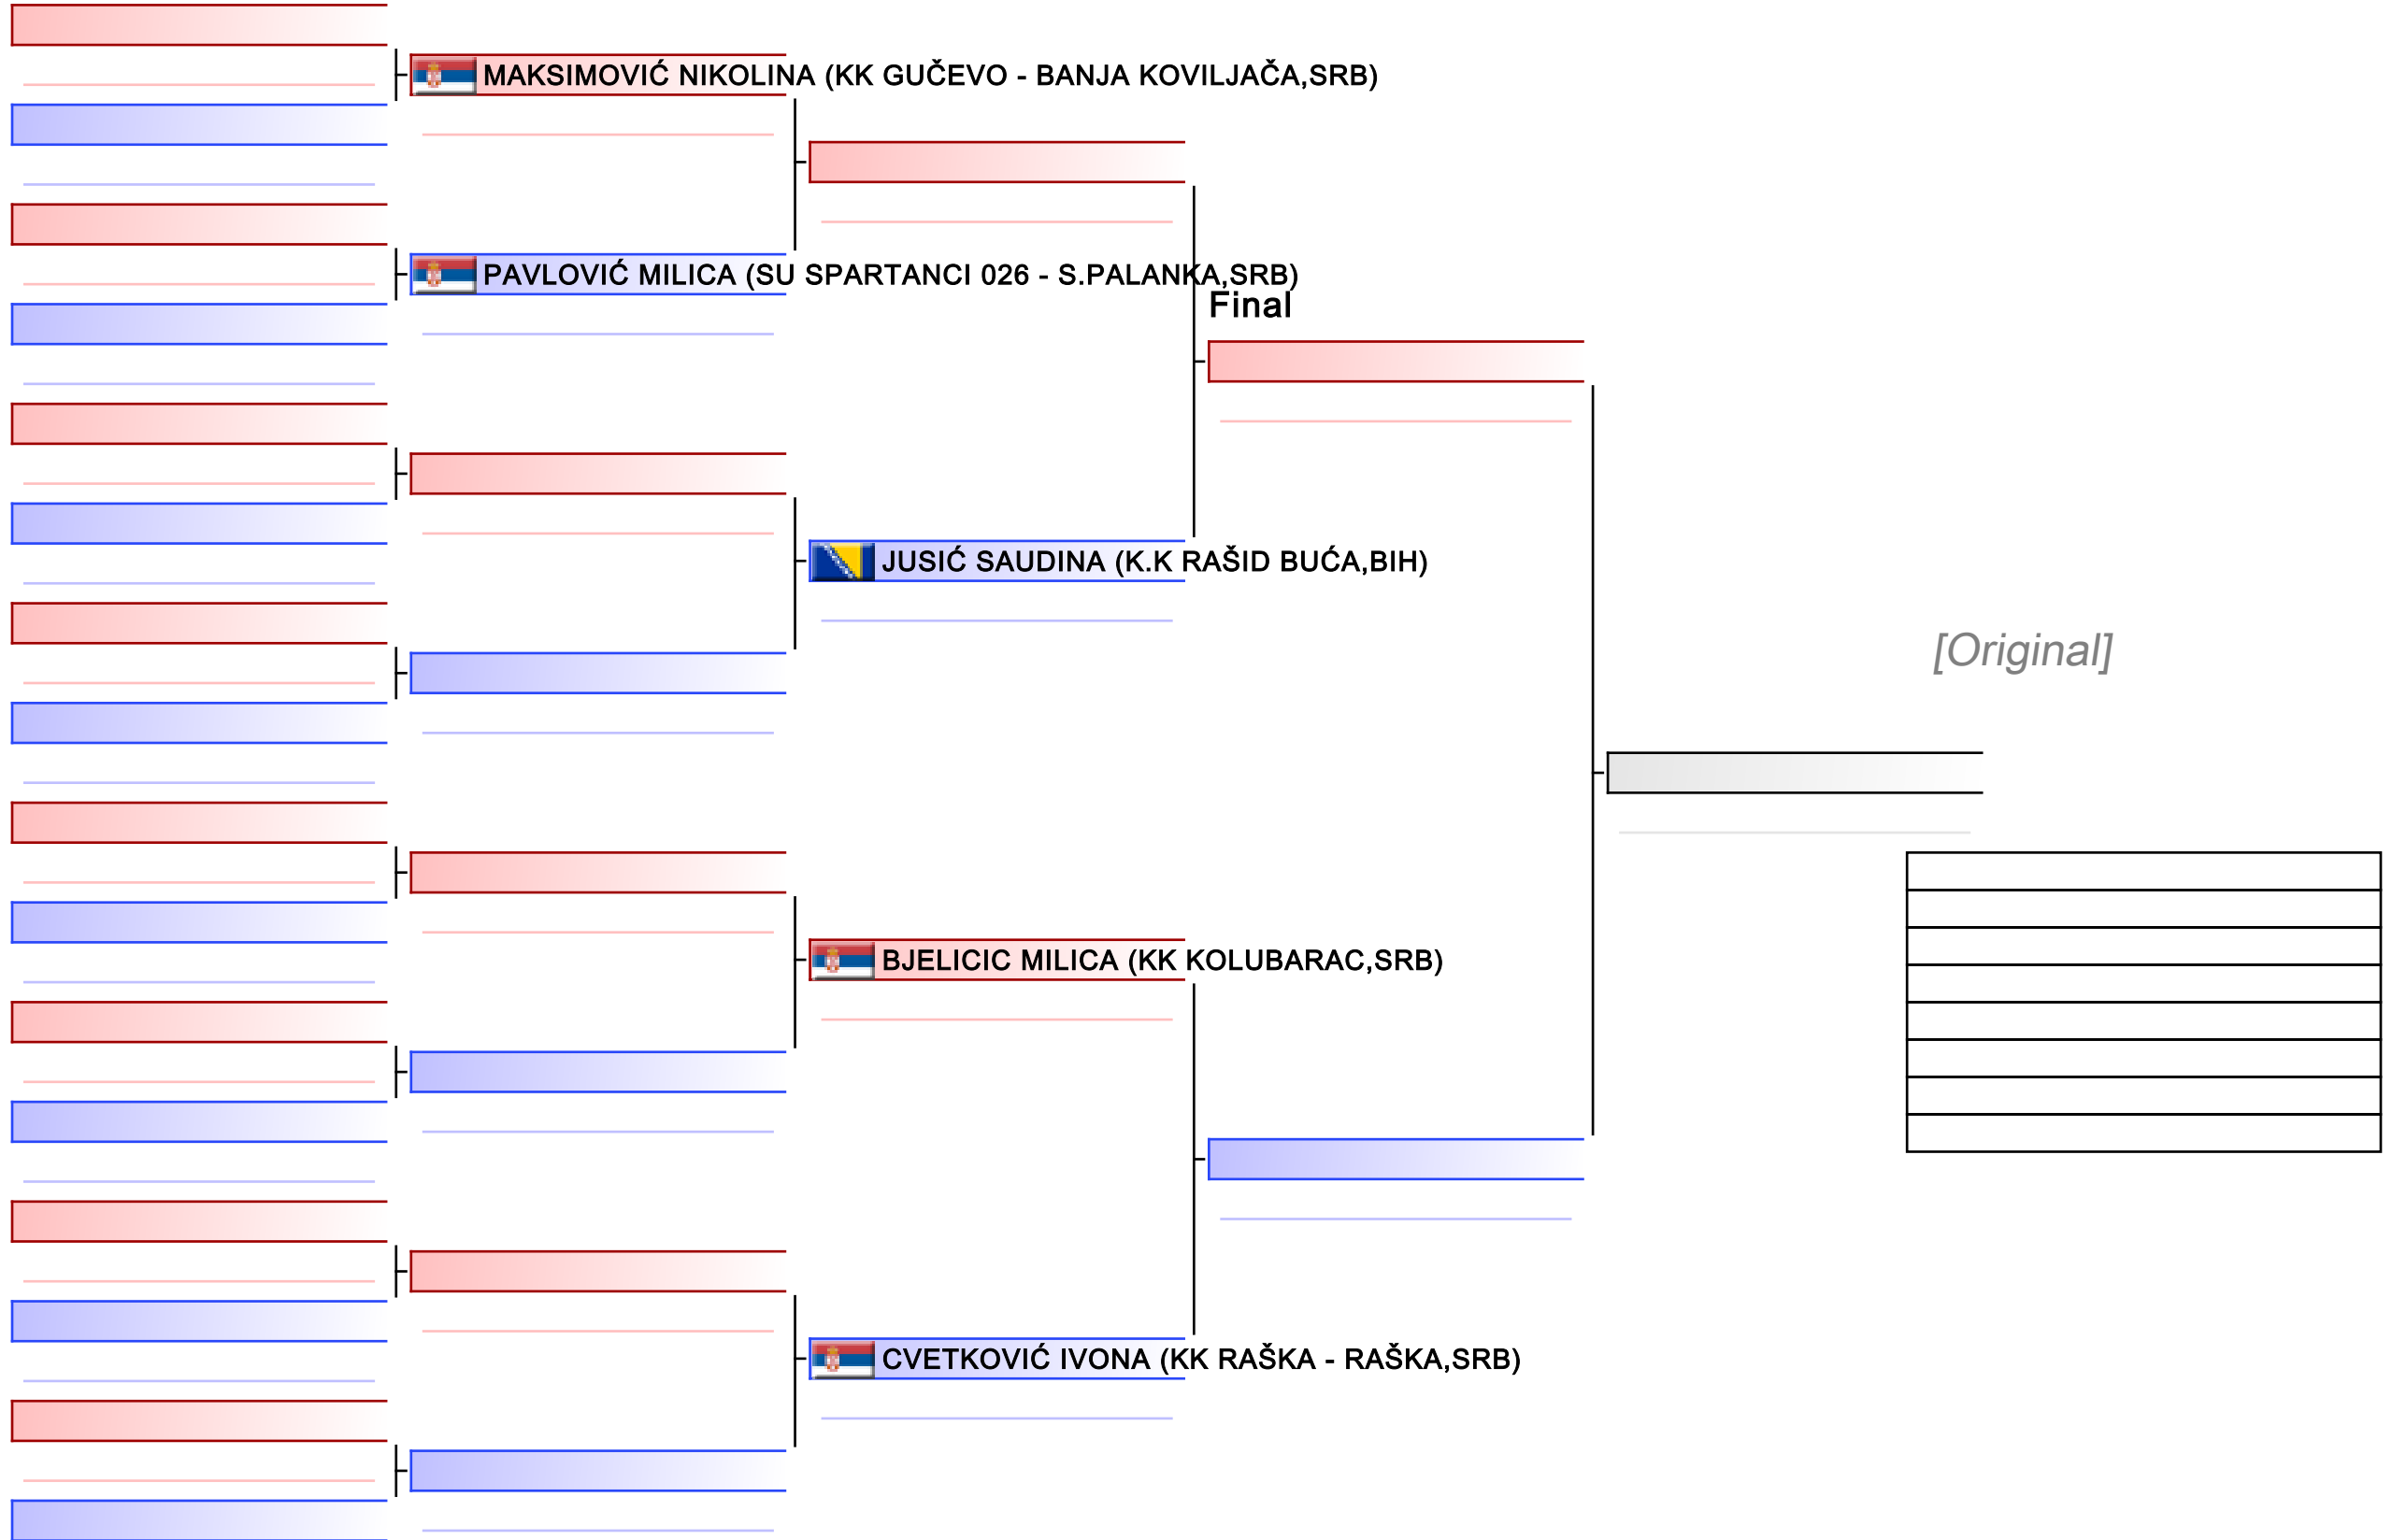 MAKSIMOVIĆ NIKOLINA (KK GUČEVO - BANJA KOVILJAČA,SRB)
PAVLOVIĆ MILICA (SU SPARTANCI 026 - S.PALANKA,SRB)
Final
JUSIĆ SAUDINA (K.K RAŠID BUĆA,BIH)
[Original]
BJELICIC MILICA (KK KOLUBARAC,SRB)
CVETKOVIĆ IVONA (KK RAŠKA - RAŠKA,SRB)